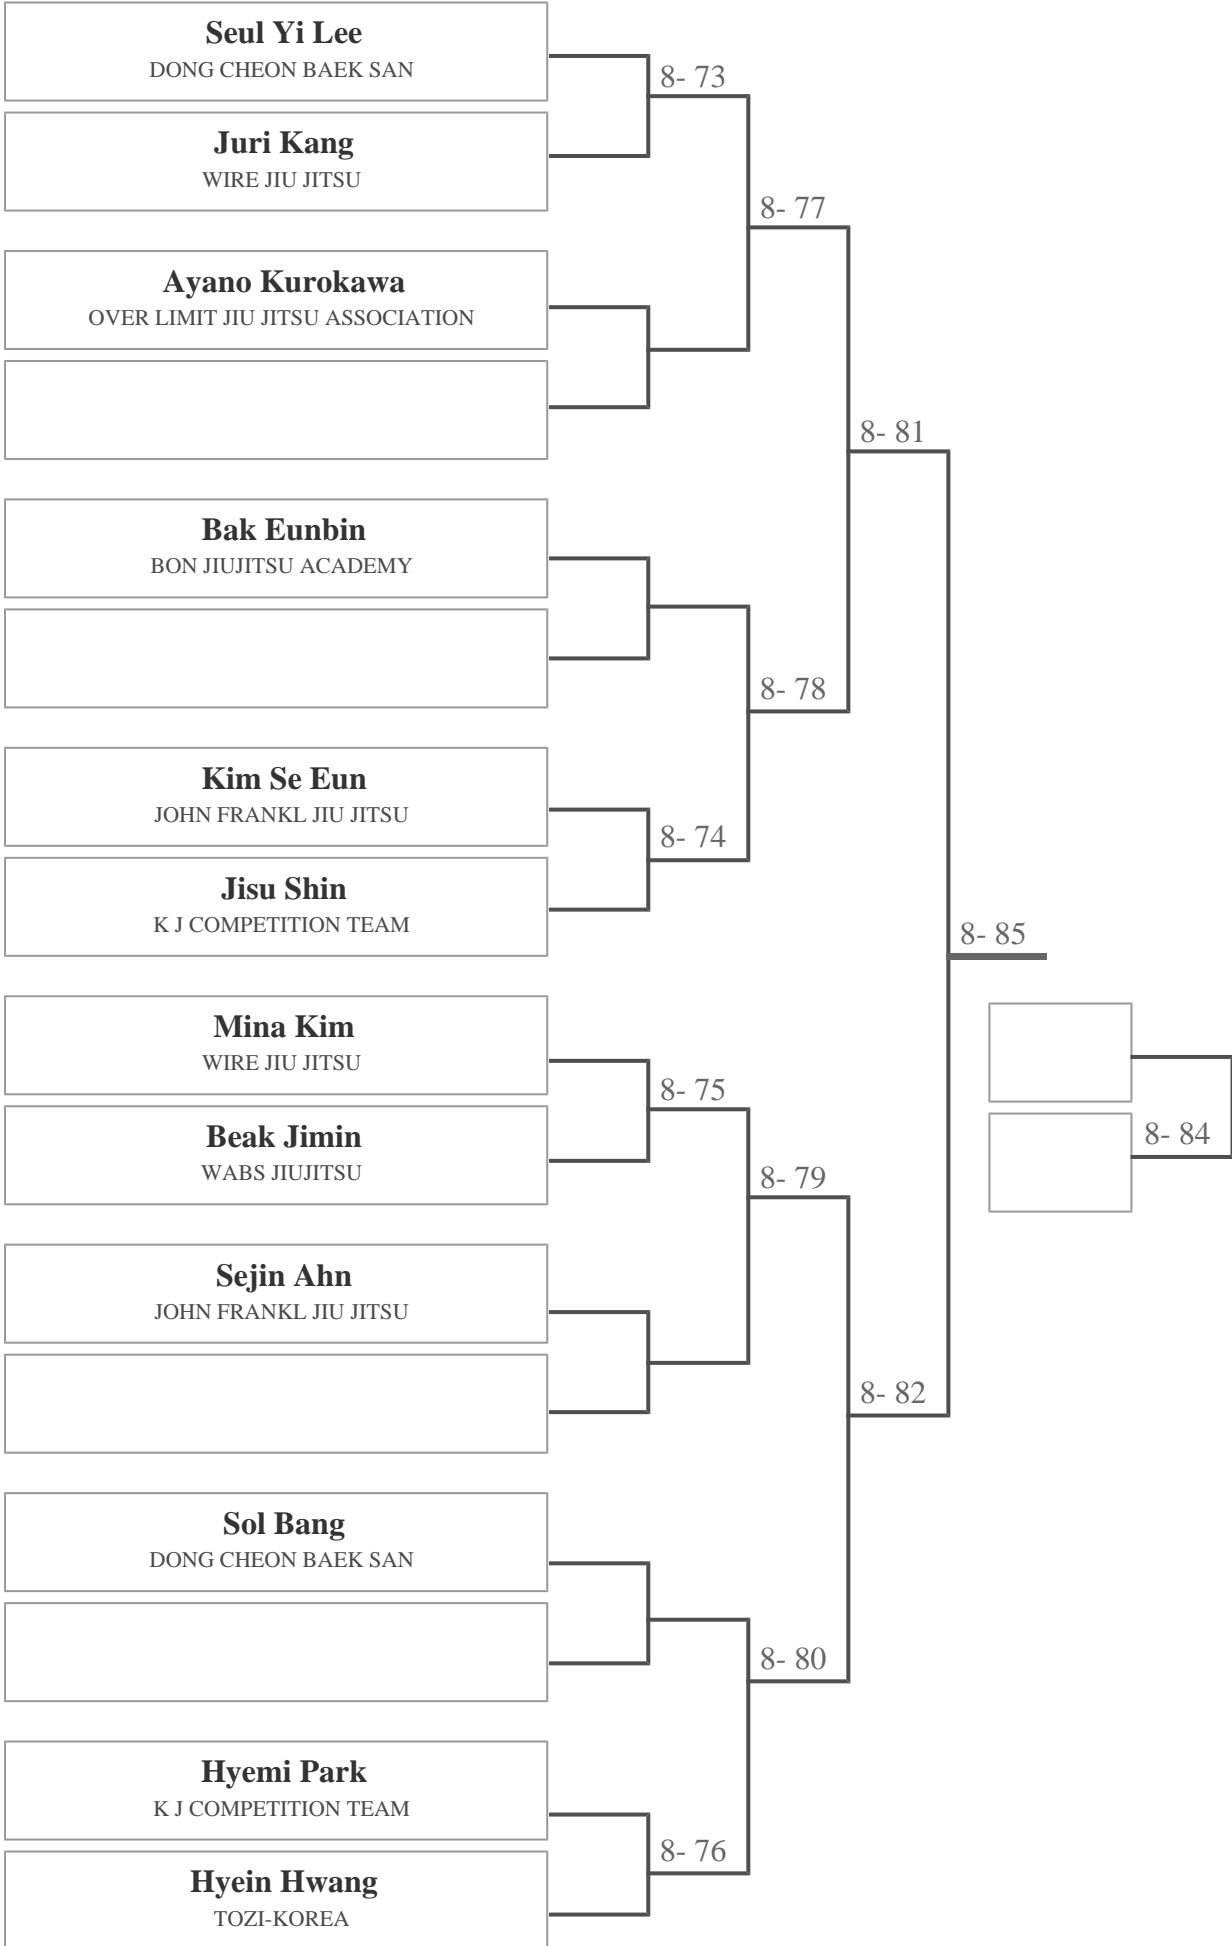 Seul Yi Lee
DONG CHEON BAEK SAN
8- 73
Juri Kang
WIRE JIU JITSU
8- 77
Ayano Kurokawa
OVER LIMIT JIU JITSU ASSOCIATION
8- 81
Bak Eunbin
BON JIUJITSU ACADEMY
8- 78
Kim Se Eun
JOHN FRANKL JIU JITSU
8- 74
Jisu Shin
K J COMPETITION TEAM
8- 85
Mina Kim
WIRE JIU JITSU
8- 75
Beak Jimin
WABS JIUJITSU
8- 84
8- 79
Sejin Ahn
JOHN FRANKL JIU JITSU
8- 82
Sol Bang
DONG CHEON BAEK SAN
8- 80
Hyemi Park
K J COMPETITION TEAM
8- 76
Hyein Hwang
TOZI-KOREA